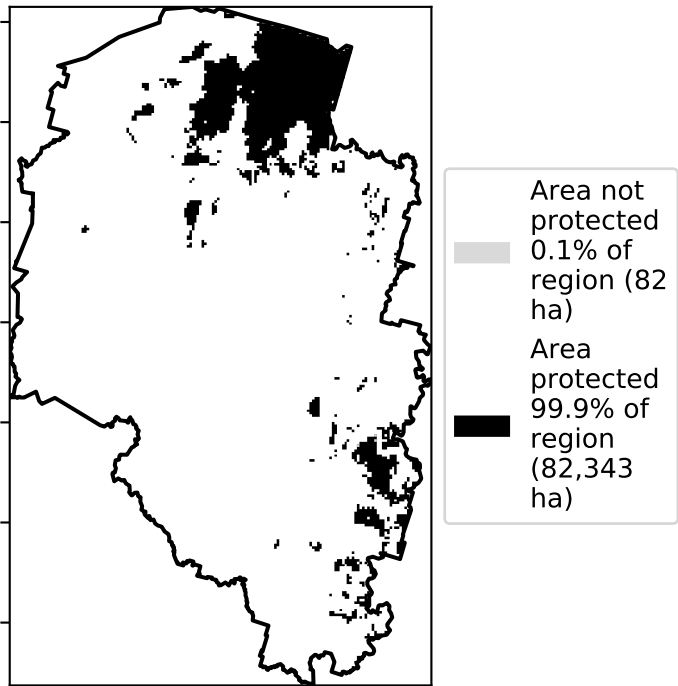 Area not
protected
0.1% of
region (82
ha)
Area
protected
99.9% of
region
(82,343
ha)